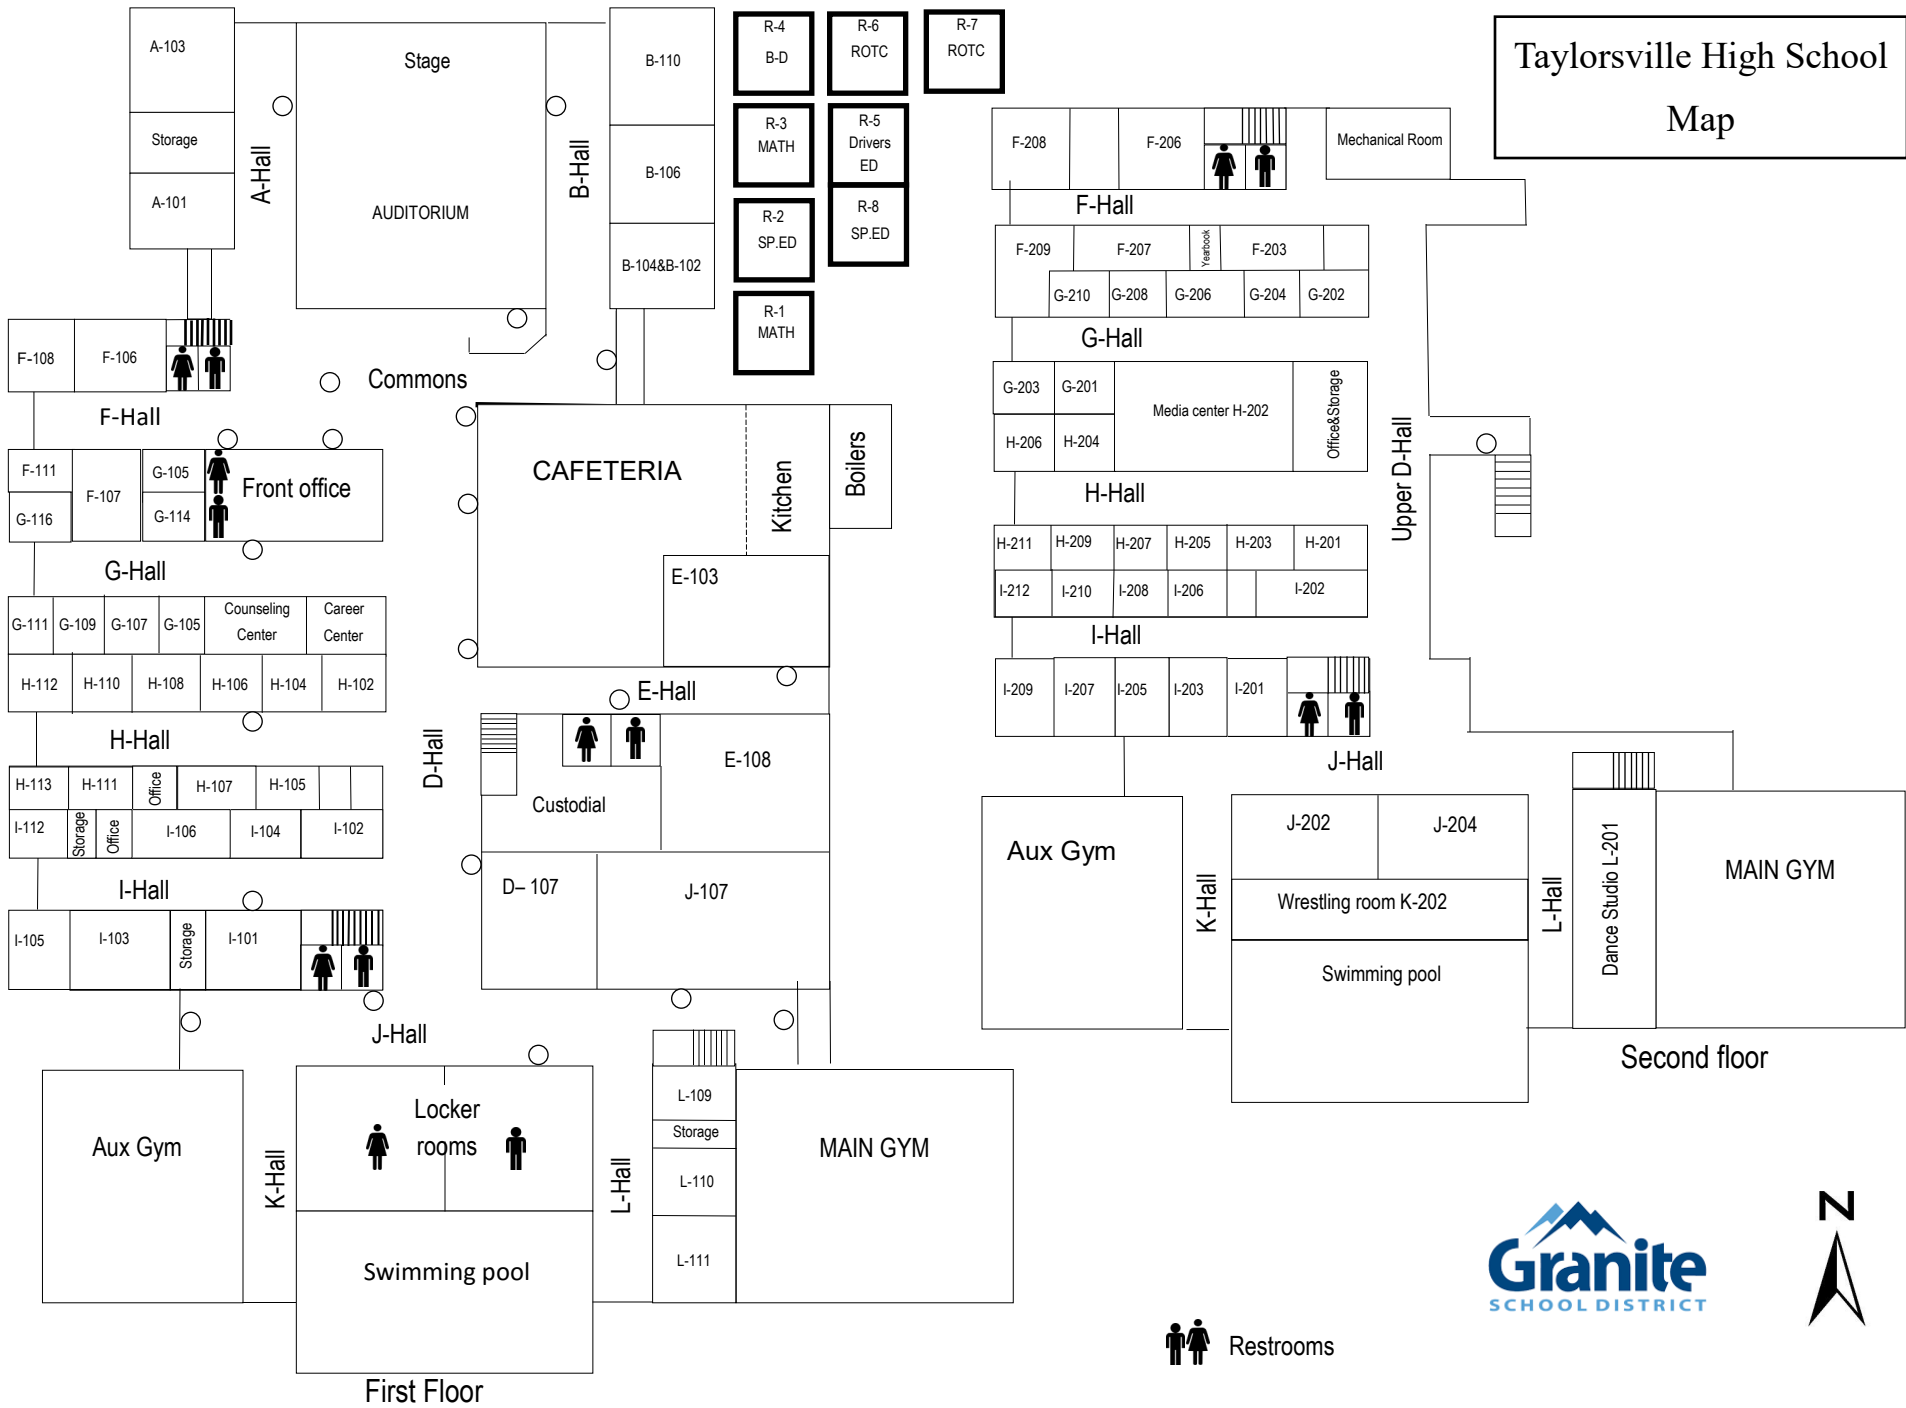 Taylorsville High School
Map
A-103
Storage
A-101
A-Hall
Stage
AUDITORIUM
B-Hall
B-110
B-106
B-104&B-102
R-4
B-D
R-6
ROTC
R-7
ROTC
R-3
MATH
R-5
Drivers
ED
R-2
SP.ED
R-8
SP.ED
R-1
MATH
F-108
F-106
Commons
F-Hall
F-111
F-107
G-105
G-116
G-114
Front office
G-Hall
CAFETERIA
Kitchen
Boilers
E-103
G-111
G-109
G-107
G-105
Counseling
Center
Career
Center
H-112
H-110
H-108
H-106
H-104
H-102
E-Hall
H-Hall
D-Hall
H-113
H-111
Office
H-107
H-105
I-112
Storage
Office
I-106
I-104
I-102
Custodial
E-108
I-Hall
D– 107
J-107
I-105
I-103
Storage
I-101
J-Hall
Aux Gym
K-Hall
Locker
rooms
L-Hall
L-109
Storage
L-110
L-111
MAIN GYM
Swimming pool
First Floor
F-208
F-206
Mechanical Room
F-Hall
F-209
F-207
Yearbook
F-203
G-210
G-208
G-206
G-204
G-202
G-Hall
G-203
G-201
Media center H-202
Office&Storage
H-206
H-204
Upper D-Hall
H-Hall
H-211
H-209
H-207
H-205
H-203
H-201
I-212
I-210
I-208
I-206
I-202
I-Hall
I-209
I-207
I-205
I-203
I-201
J-Hall
Aux Gym
K-Hall
J-202
J-204
Wrestling room K-202
Swimming pool
L-Hall
Dance Studio L-201
MAIN GYM
Second floor
Restrooms
Granite
SCHOOL DISTRICT
N